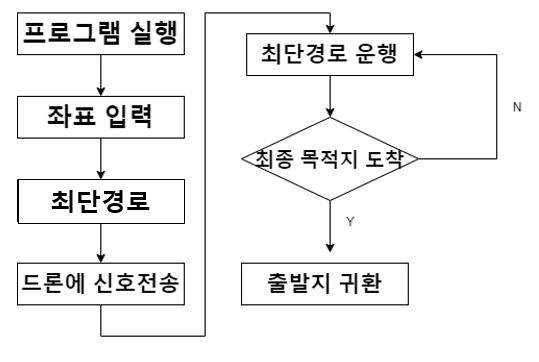 프로그램 실행
좌표 입력
최단경로
드론에 신호전송
최단경로 운행
최종 목적지 도착
N
Y
출발지 귀환